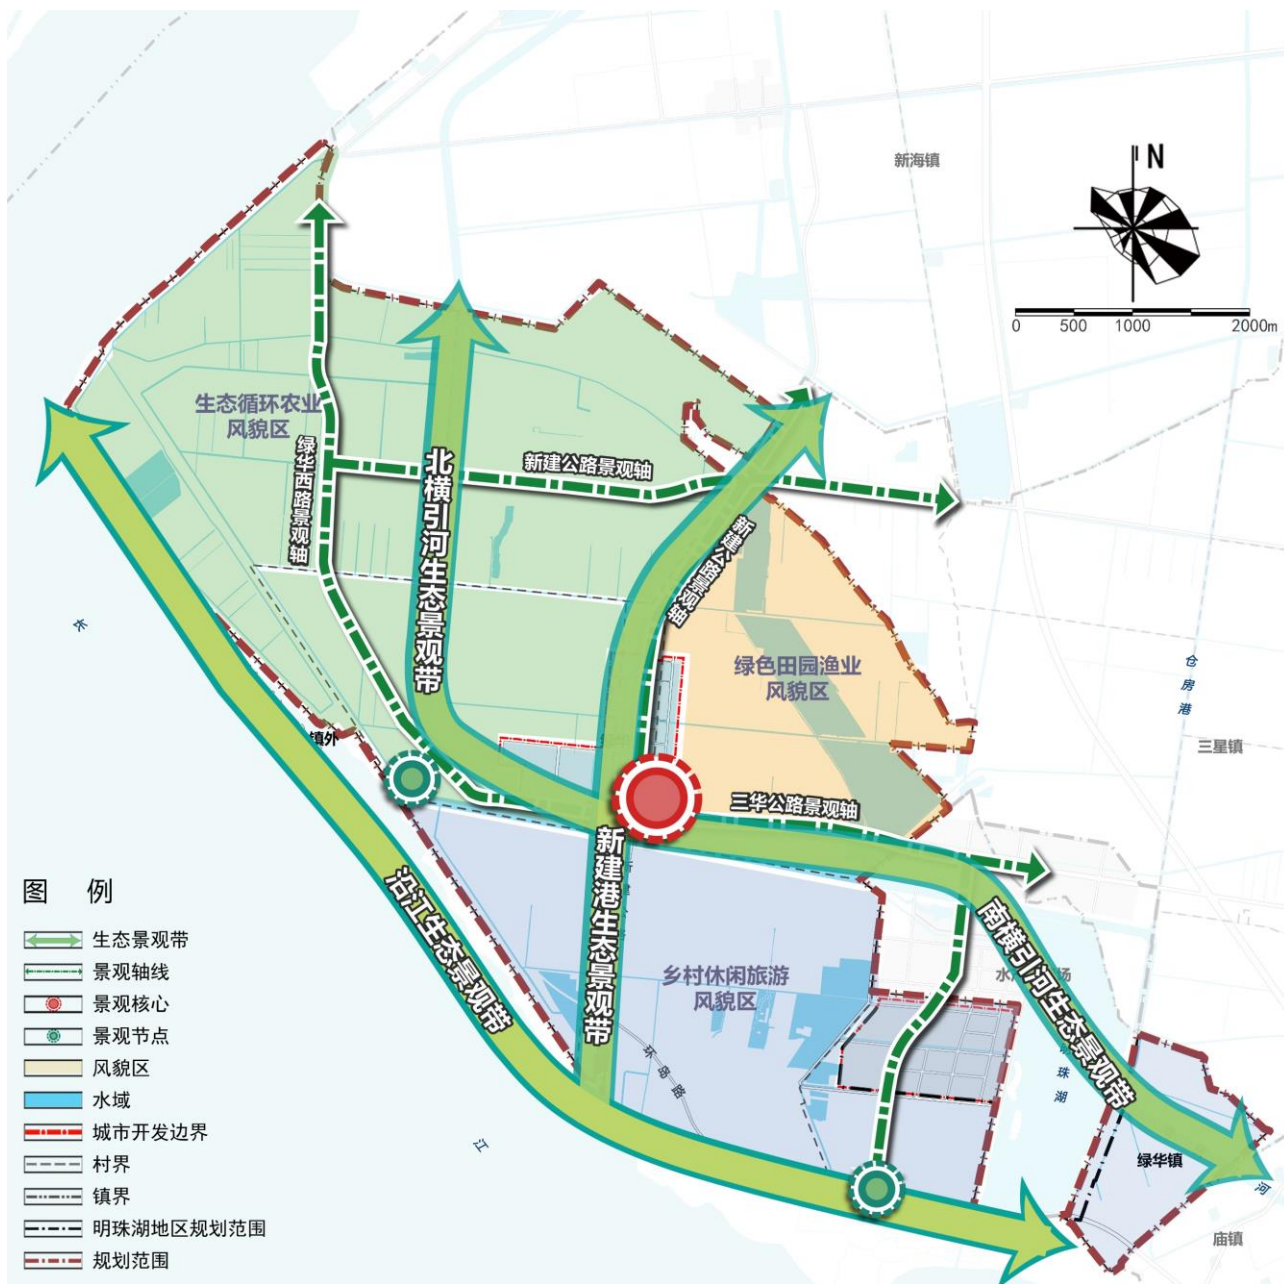 新海镇
N
0 500 1000 2000m
生态循环农业
风貌区
绿华西路景观轴
北横引河生态景观带
新建公路景观轴
新建公路景观轴
绿色田园渔业
风貌区
仓房港
三星镇
长
镇外
三华公路景观轴
新建港生态景观带
沿江生态景观带
南横引河生态景观带
乡村休闲旅游
风貌区
环岛路
珠湖
江
绿华镇
河
庙镇
图 例
生态景观带
景观轴线
景观核心
景观节点
风貌区
水域
城市开发边界
村界
镇界
明珠湖地区规划范围
规划范围